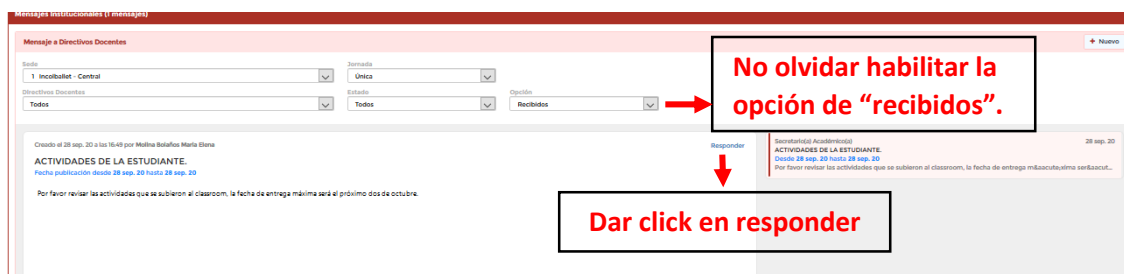 Mensajes Institucionales (1 mensajes)
Mensaje a Directivos Docentes
+ Nuevo
Sede
Jornada
1 Incolballet - Central
Única
Directivos Docentes
Estado
Opción
Todos
Todos
Recibidos
No olvidar habilitar la
opción de “recibidos”.
Creado el 28 sep. 20 a las 16:49 por Molina Bolaños Maria Elena
Responder
ACTIVIDADES DE LA ESTUDIANTE.
Fecha publicación desde 28 sep. 20 hasta 28 sep. 20
Por favor revisar las actividades que se subieron al classroom, la fecha de entrega máxima será el próximo dos de octubre.
Secretario(a) Académico(a)
28 sep. 20
ACTIVIDADES DE LA ESTUDIANTE.
Desde 28 sep. 20 hasta 28 sep. 20
Por favor revisar las actividades que se subieron al classroom, la fecha de entrega m&aacute;xima ser&aacut...
Dar click en responder